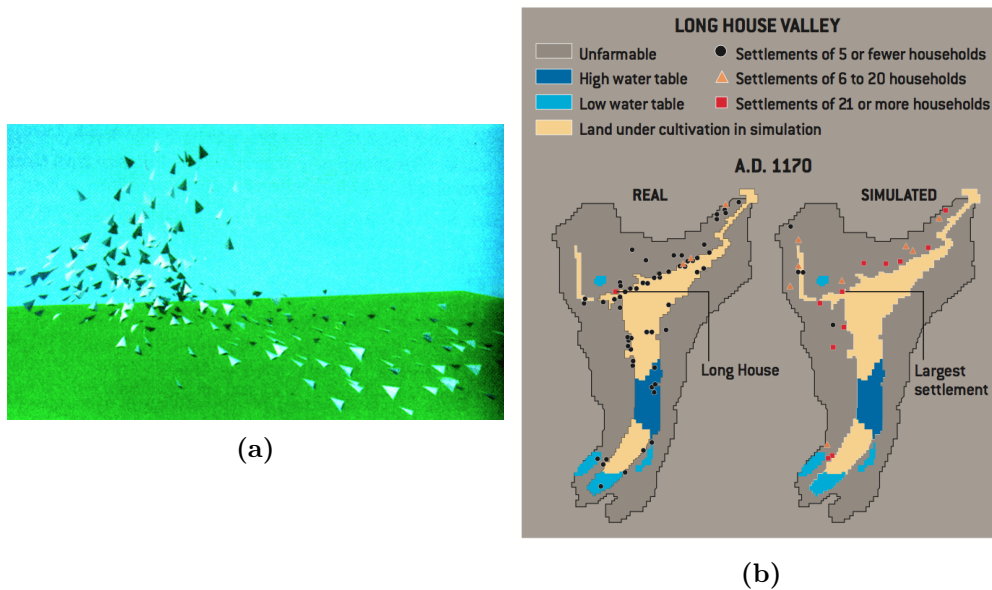 LONG HOUSE VALLEY
Unfarmable
High water table
Low water table
Land under cultivation in simulation
Settlements of 5 or fewer households
Settlements of 6 to 20 households
Settlements of 21 or more households
A.D. 1170
REAL
SIMULATED
Long House
Largest
settlement
(a)
(b)